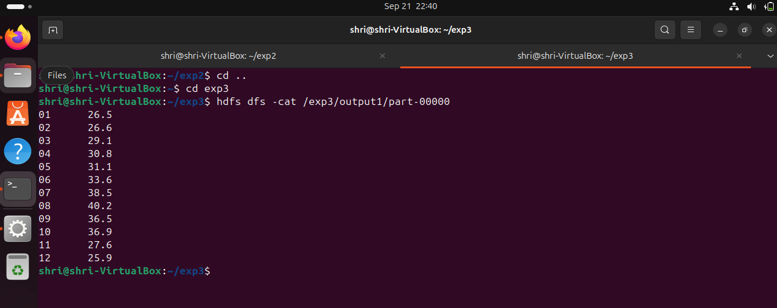 Sep 21 22:40
shri@shri-VirtualBox: ~/exp3
shri@shri-VirtualBox: ~/exp2
shri@shri-VirtualBox: ~/exp3
Files
shri@shri-VirtualBox:~/exp2$ cd ..
shri@shri-VirtualBox:~$ cd exp3
shri@shri-VirtualBox:~/exp3$ hdfs dfs -cat /exp3/output1/part-00000
01 26.5
02 26.6
03 29.1
04 30.8
05 31.1
06 33.6
07 38.5
08 40.2
09 36.5
10 36.9
11 27.6
12 25.9
shri@shri-VirtualBox:~/exp3$